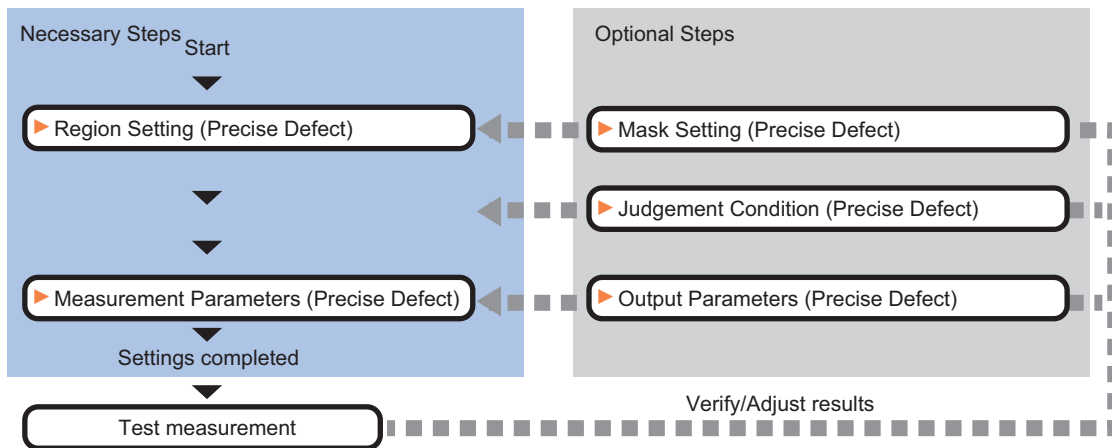 Necessary Steps
Start
Region Setting (Precise Defect)
Measurement Parameters (Precise Defect)
Settings completed
Test measurement
Optional Steps
Mask Setting (Precise Defect)
Judgement Condition (Precise Defect)
Output Parameters (Precise Defect)
Verify/Adjust results